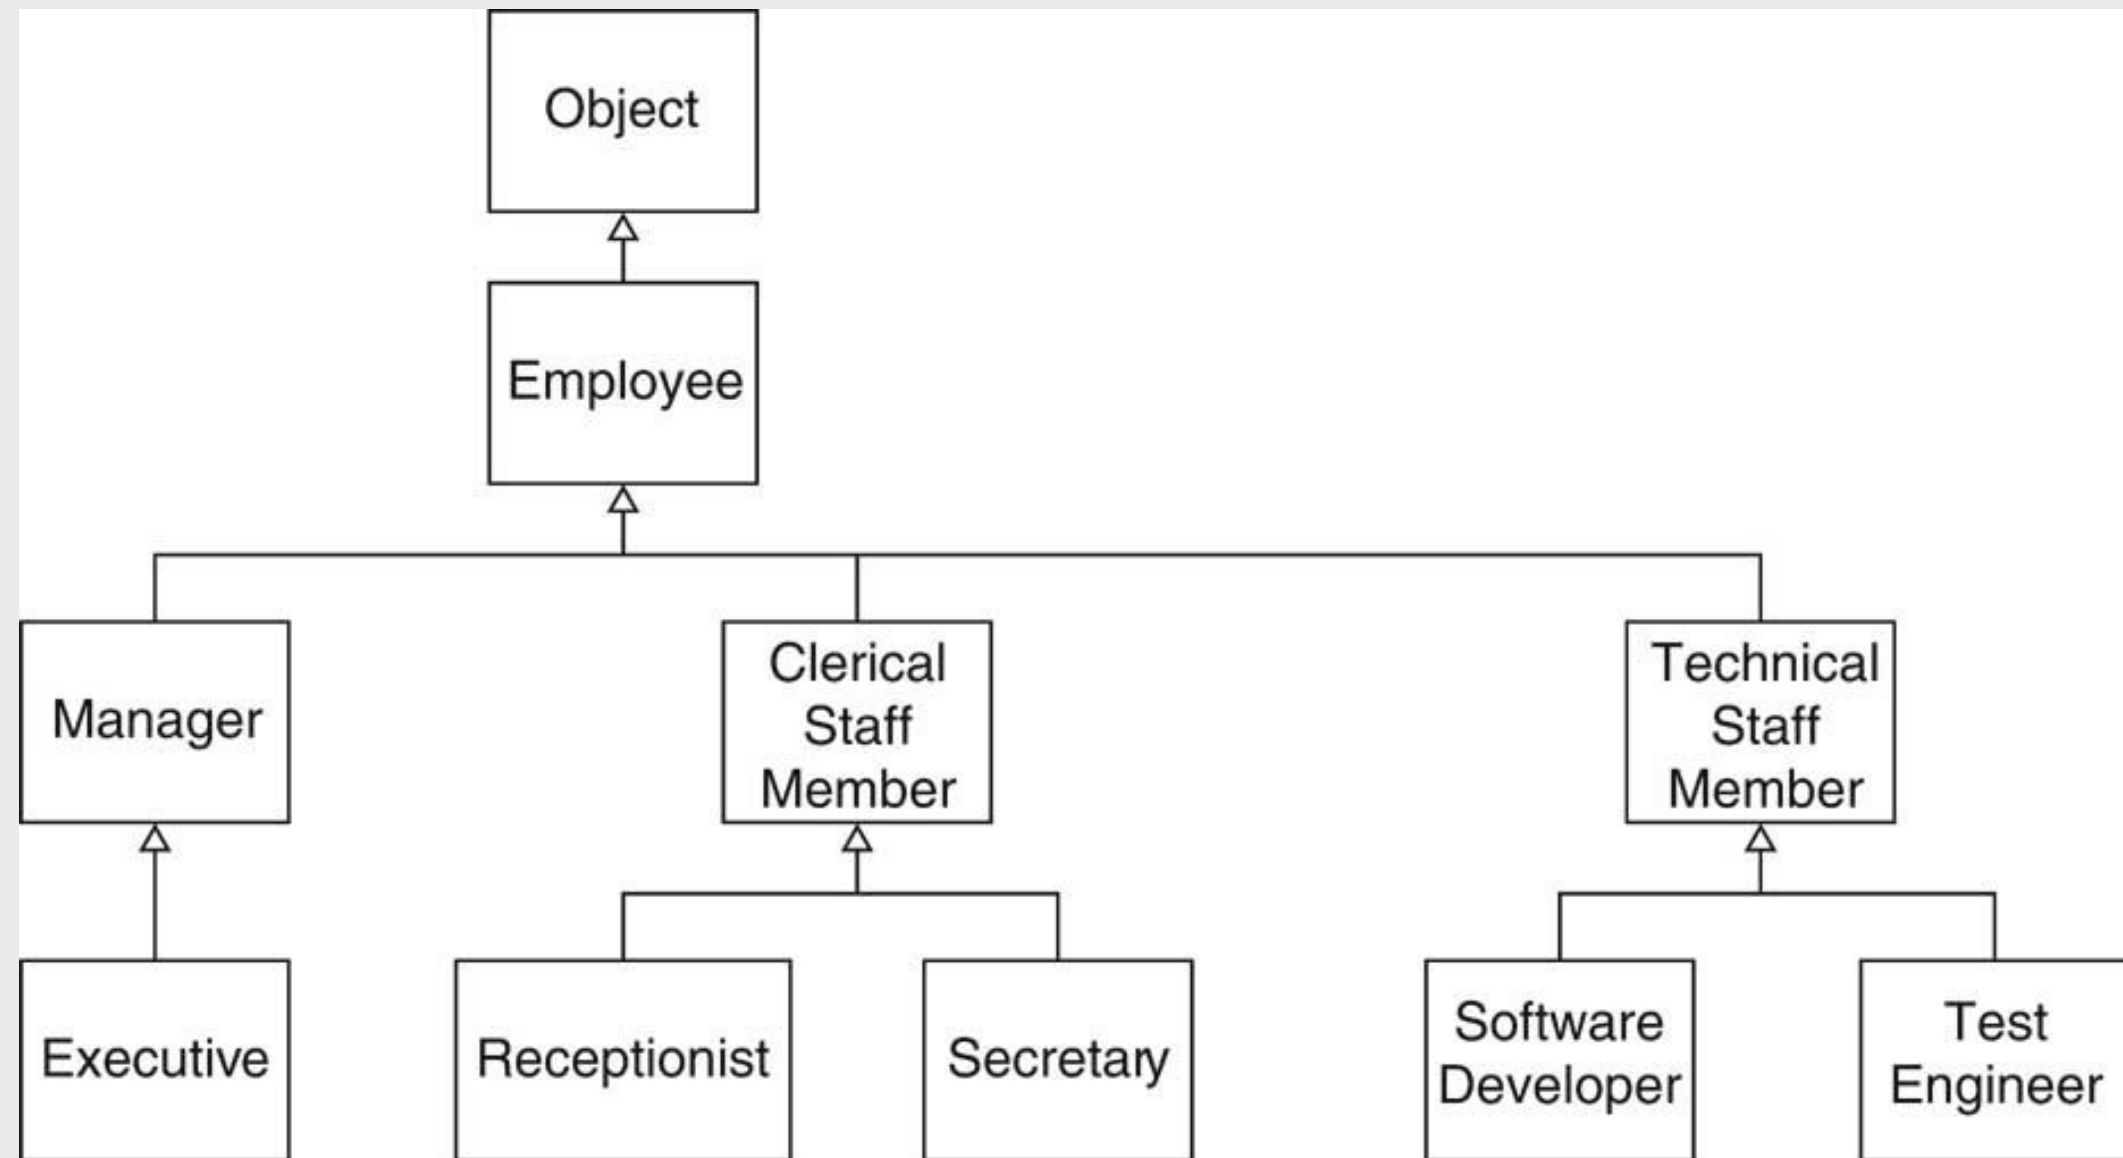 Object
Employee
Manager
Clerical
Staff
Member
Technical
Staff
Member
Executive
Receptionist
Secretary
Software
Developer
Test
Engineer